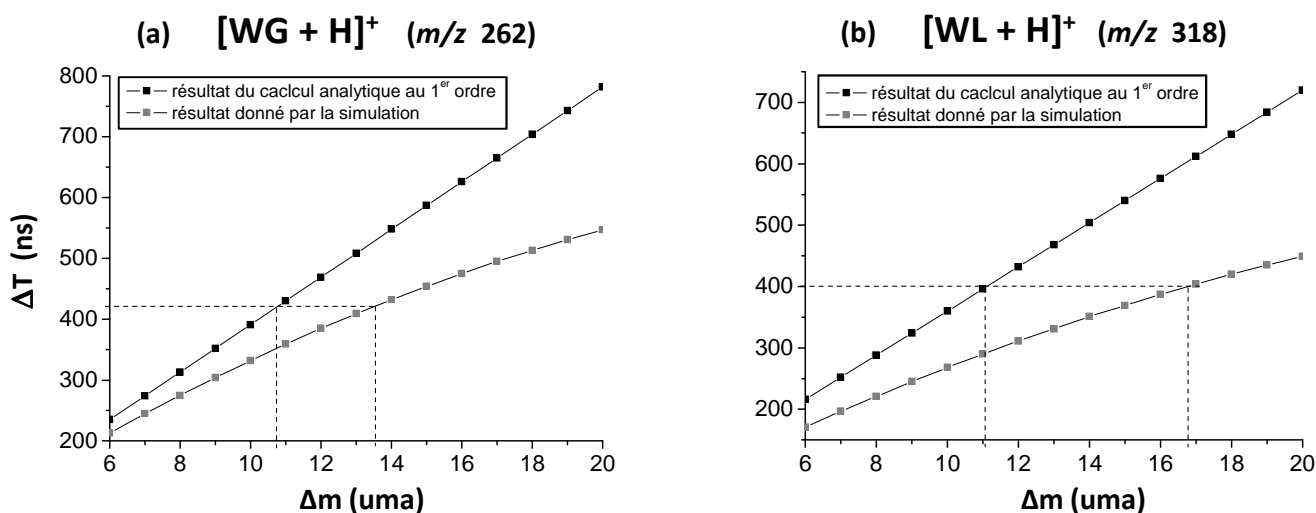 (a) [WG + H]⁺ (m/z 262)
résultat du caclcul analytique au 1er ordre
résultat donné par la simulation
800
700
600
500
400
300
200
6 8 10 12 14 16 18 20
ΔT (ns)
Δm (uma)
(b) [WL + H]⁺ (m/z 318)
résultat du caclcul analytique au 1er ordre
résultat donné par la simulation
700
600
500
400
300
200
6 8 10 12 14 16 18 20
Δm (uma)